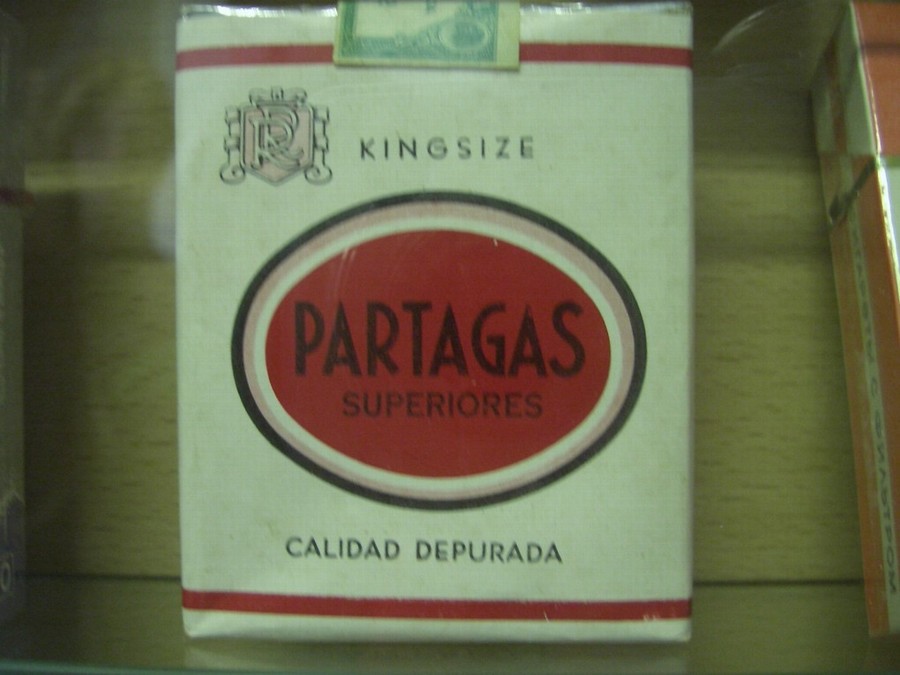 KINGSIZE
PARTAGAS
SUPERIORES
CALIDAD DEPURADA